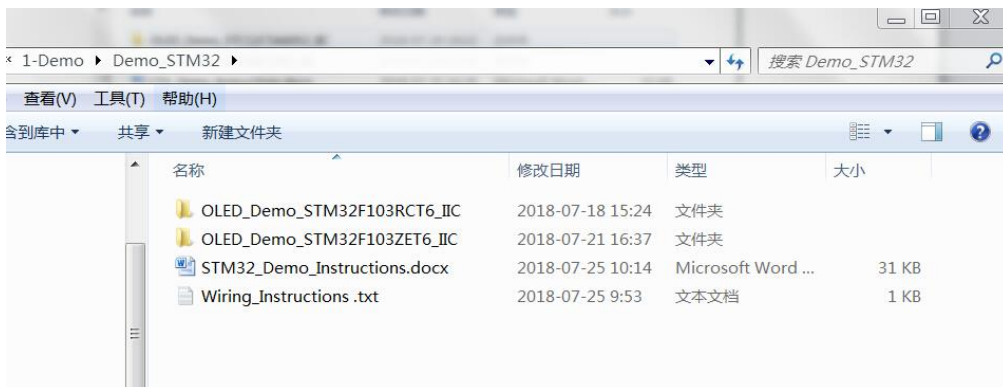 1-Demo ▸ Demo_STM32 ▸ 搜索 Demo_STM32
查看(V) 工具(T) 帮助(H)
含到库中 共享 新建文件夹
名称 修改日期 类型 大小
OLED_Demo_STM32F103RCT6_IIC 2018-07-18 15:24 文件夹
OLED_Demo_STM32F103ZET6_IIC 2018-07-21 16:37 文件夹
STM32_Demo_Instructions.docx 2018-07-25 10:14 Microsoft Word ... 31 KB
Wiring_Instructions .txt 2018-07-25 9:53 文本文档 1 KB